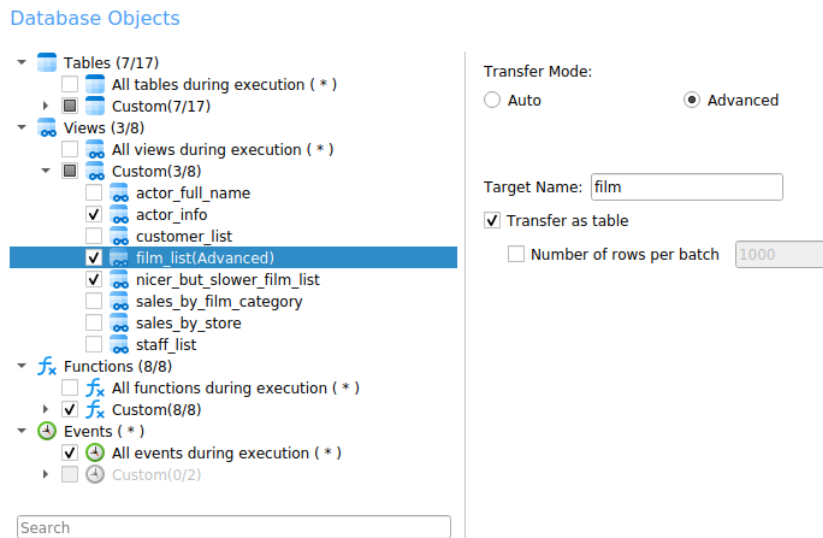 Database Objects
Tables (7/17)
All tables during execution ( * )
Custom(7/17)
Views (3/8)
All views during execution ( * )
Custom(3/8)
actor_full_name
actor_info
customer_list
film_list(Advanced)
nicer_but_slower_film_list
sales_by_film_category
sales_by_store
staff_list
Functions (8/8)
All functions during execution ( * )
Custom(8/8)
Events ( * )
All events during execution ( * )
Custom(0/2)
Search
Transfer Mode:
Auto Advanced
Target Name: film
Transfer as table
Number of rows per batch 1000